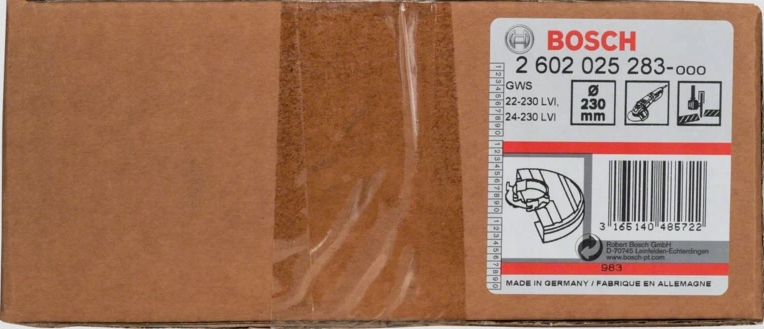 BOSCH
2 602 025 283-000
GWS
22-230 LVI,
24-230 LVI
Ø
230
mm
3 165140 485722
Robert Bosch GmbH
D-70745 Leinfelden-Echterdingen
www.bosch-pt.com
983
MADE IN GERMANY / FABRIQUE EN ALLEMAGNE